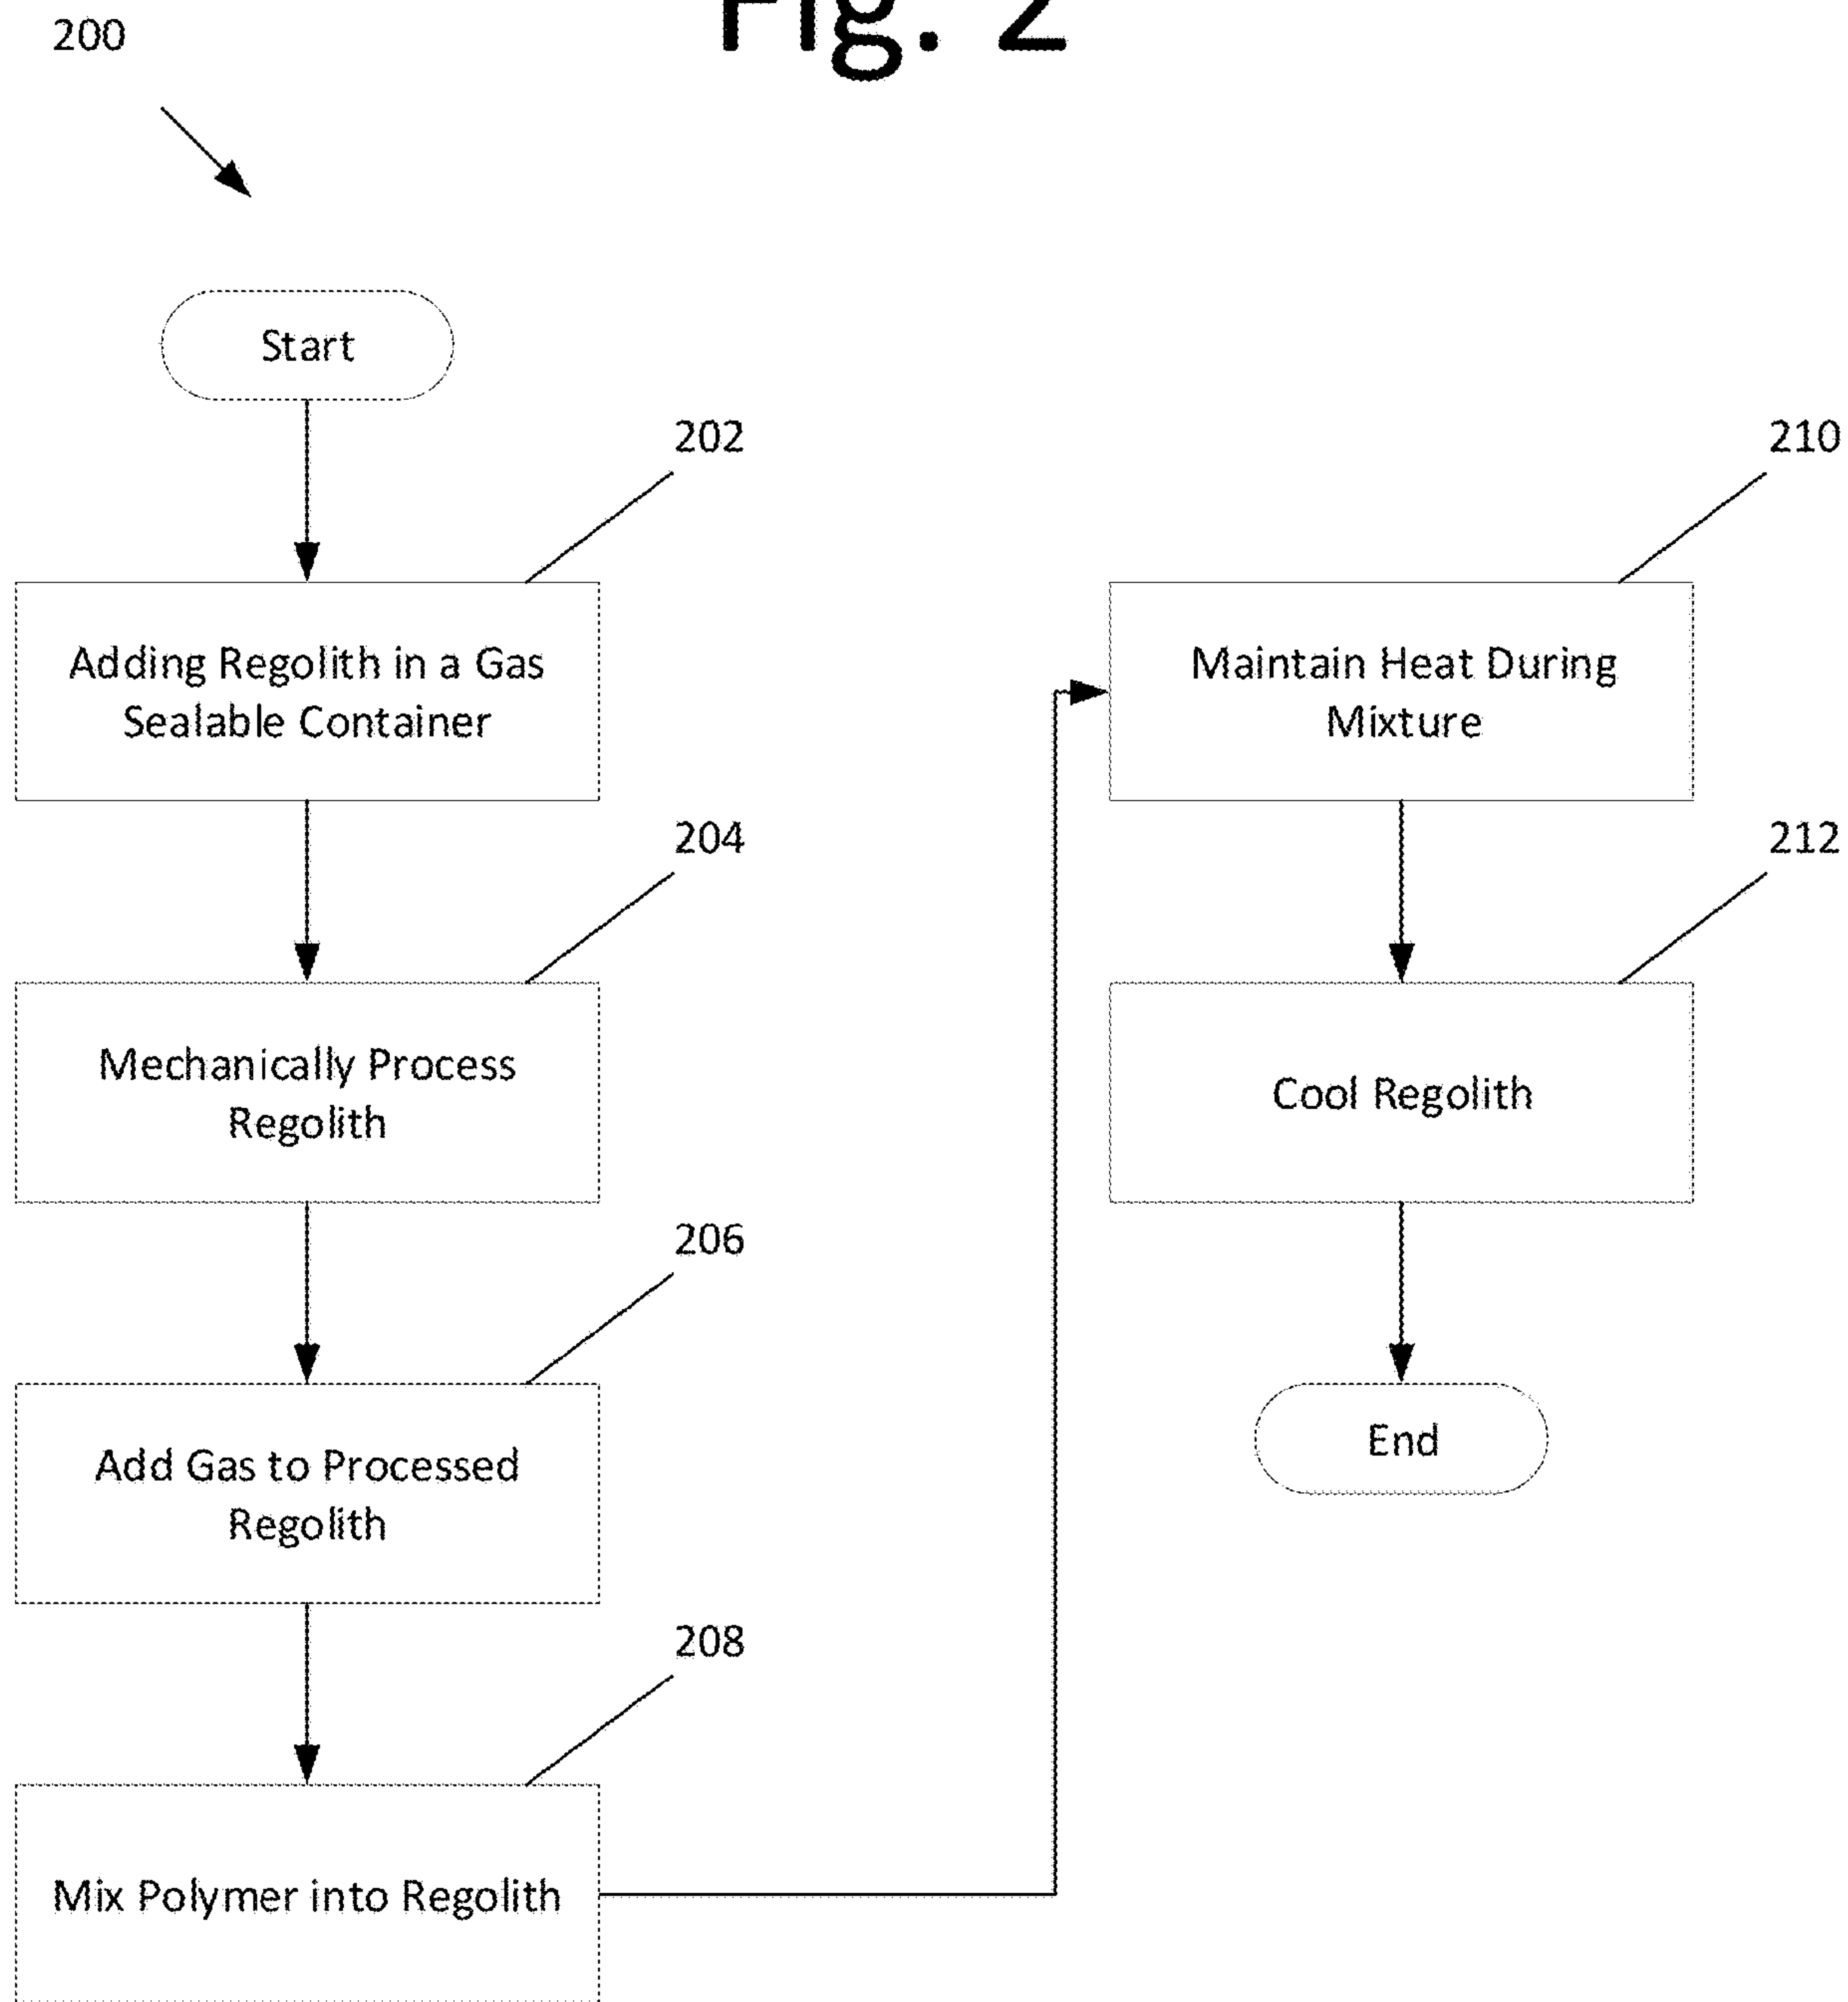 Fig. 2
200
Start
202
Adding Regolith in a Gas
Sealable Container
204
Mechanically Process
Regolith
206
Add Gas to Processed
Regolith
208
Mix Polymer into Regolith
210
Maintain Heat During
Mixture
212
Cool Regolith
End